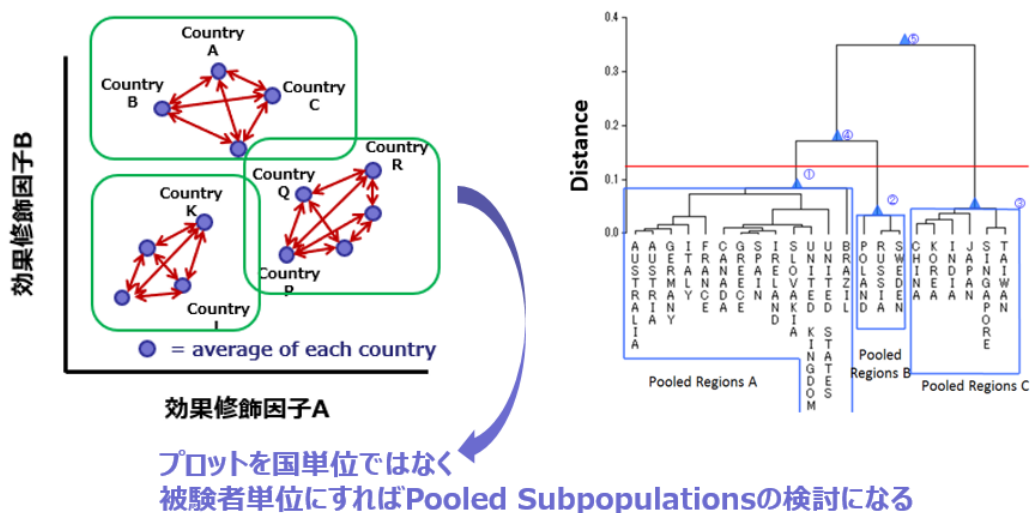 Country
A
Country
B
Country
C
Country
R
Country
Q
Country
K
Country
P
効果修飾因子B
= average of each country
効果修飾因子A
Distance
0.4
0.3
0.2
0.1
0.0
⑤
④
①
②
③
AUSTRALIA
AUSTRIA
GERMANY
ITALY
FRANCE
CANADA
GREECE
SPAIN
IRELAND
SLOVAKIA
UNITED KINGDOM
UNITED STATES
BRAZIL
POLAND
RUSSIA
SWEDEN
CHINA
KOREA
INDIA
JAPAN
SINGAPORE
TAIWAN
Pooled Regions A
Pooled
Regions B
Pooled Regions C
プロットを国単位ではなく
被験者単位にすればPooled Subpopulationsの検討になる